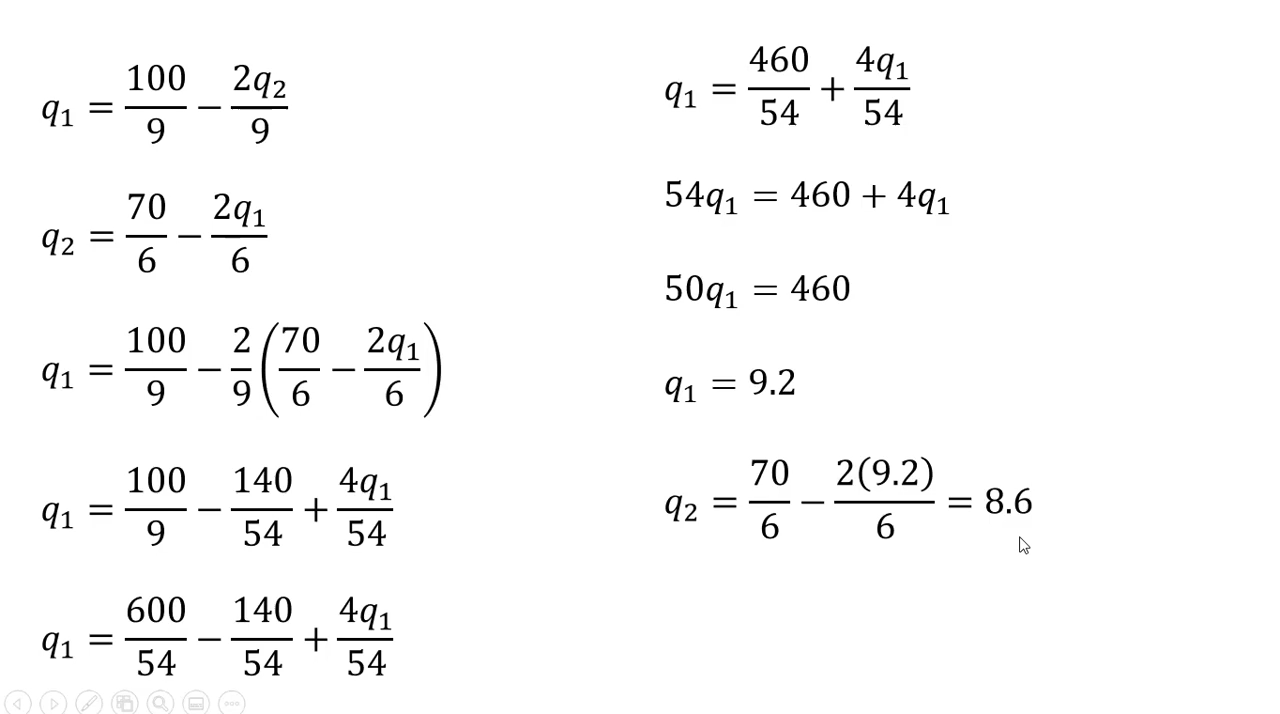 q₁ = 100/9 − 2q₂/9
q₂ = 70/6 − 2q₁/6
q₁ = 100/9 − 2/9 (70/6 − 2q₁/6)
q₁ = 100/9 − 140/54 + 4q₁/54
q₁ = 600/54 − 140/54 + 4q₁/54
q₁ = 460/54 + 4q₁/54
54q₁ = 460 + 4q₁
50q₁ = 460
q₁ = 9.2
q₂ = 70/6 − 2(9.2)/6 = 8.6